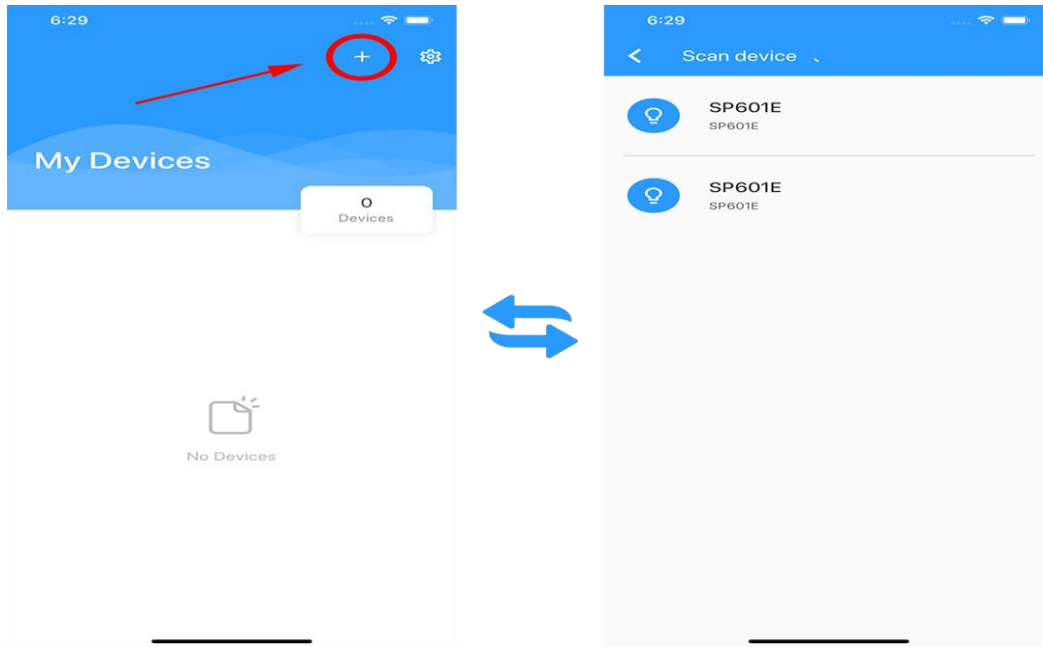 6:29
+
My Devices
0
Devices
No Devices
6:29
Scan device
SP601E
SP601E
SP601E
SP601E